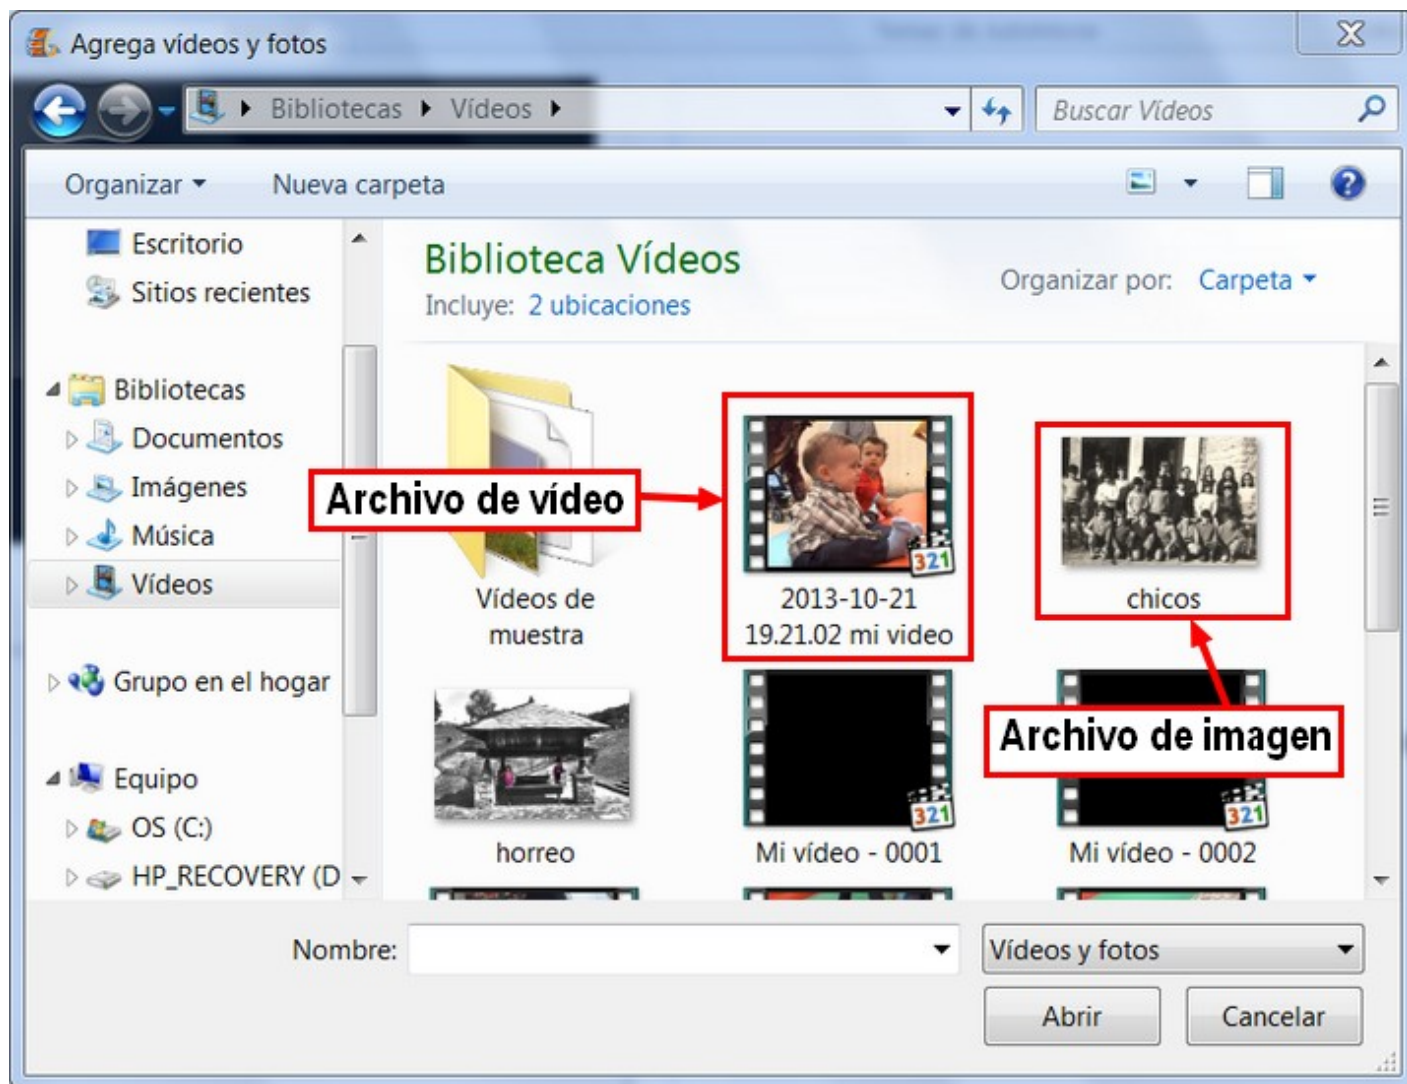 Agrega vídeos y fotos
Bibliotecas Vídeos
Buscar Vídeos
Organizar
Nueva carpeta
Escritorio
Sitios recientes
Bibliotecas
Documentos
Imágenes
Música
Vídeos
Grupo en el hogar
Equipo
OS (C:)
HP_RECOVERY (D
Biblioteca Vídeos
Incluye: 2 ubicaciones
Organizar por: Carpeta
Archivo de vídeo
Vídeos de
muestra
321
2013-10-21
19.21.02 mi video
chicos
Archivo de imagen
horreo
321
Mi vídeo - 0001
321
Mi vídeo - 0002
Nombre:
Vídeos y fotos
Abrir
Cancelar